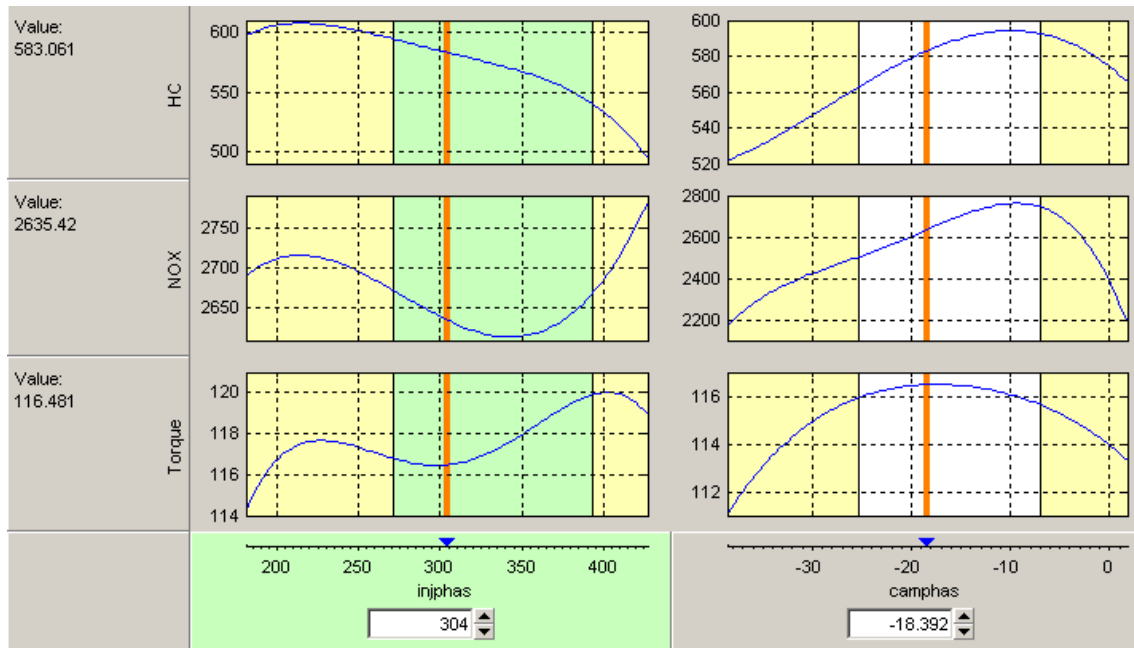 Value:
583.061
HC
600
550
500
600
580
560
540
520
Value:
2635.42
NOX
2750
2700
2650
2800
2600
2400
2200
Value:
116.481
Torque
120
118
116
114
116
114
112
200 250 300 350 400
injphas
304
-30 -20 -10 0
camphas
-18.392